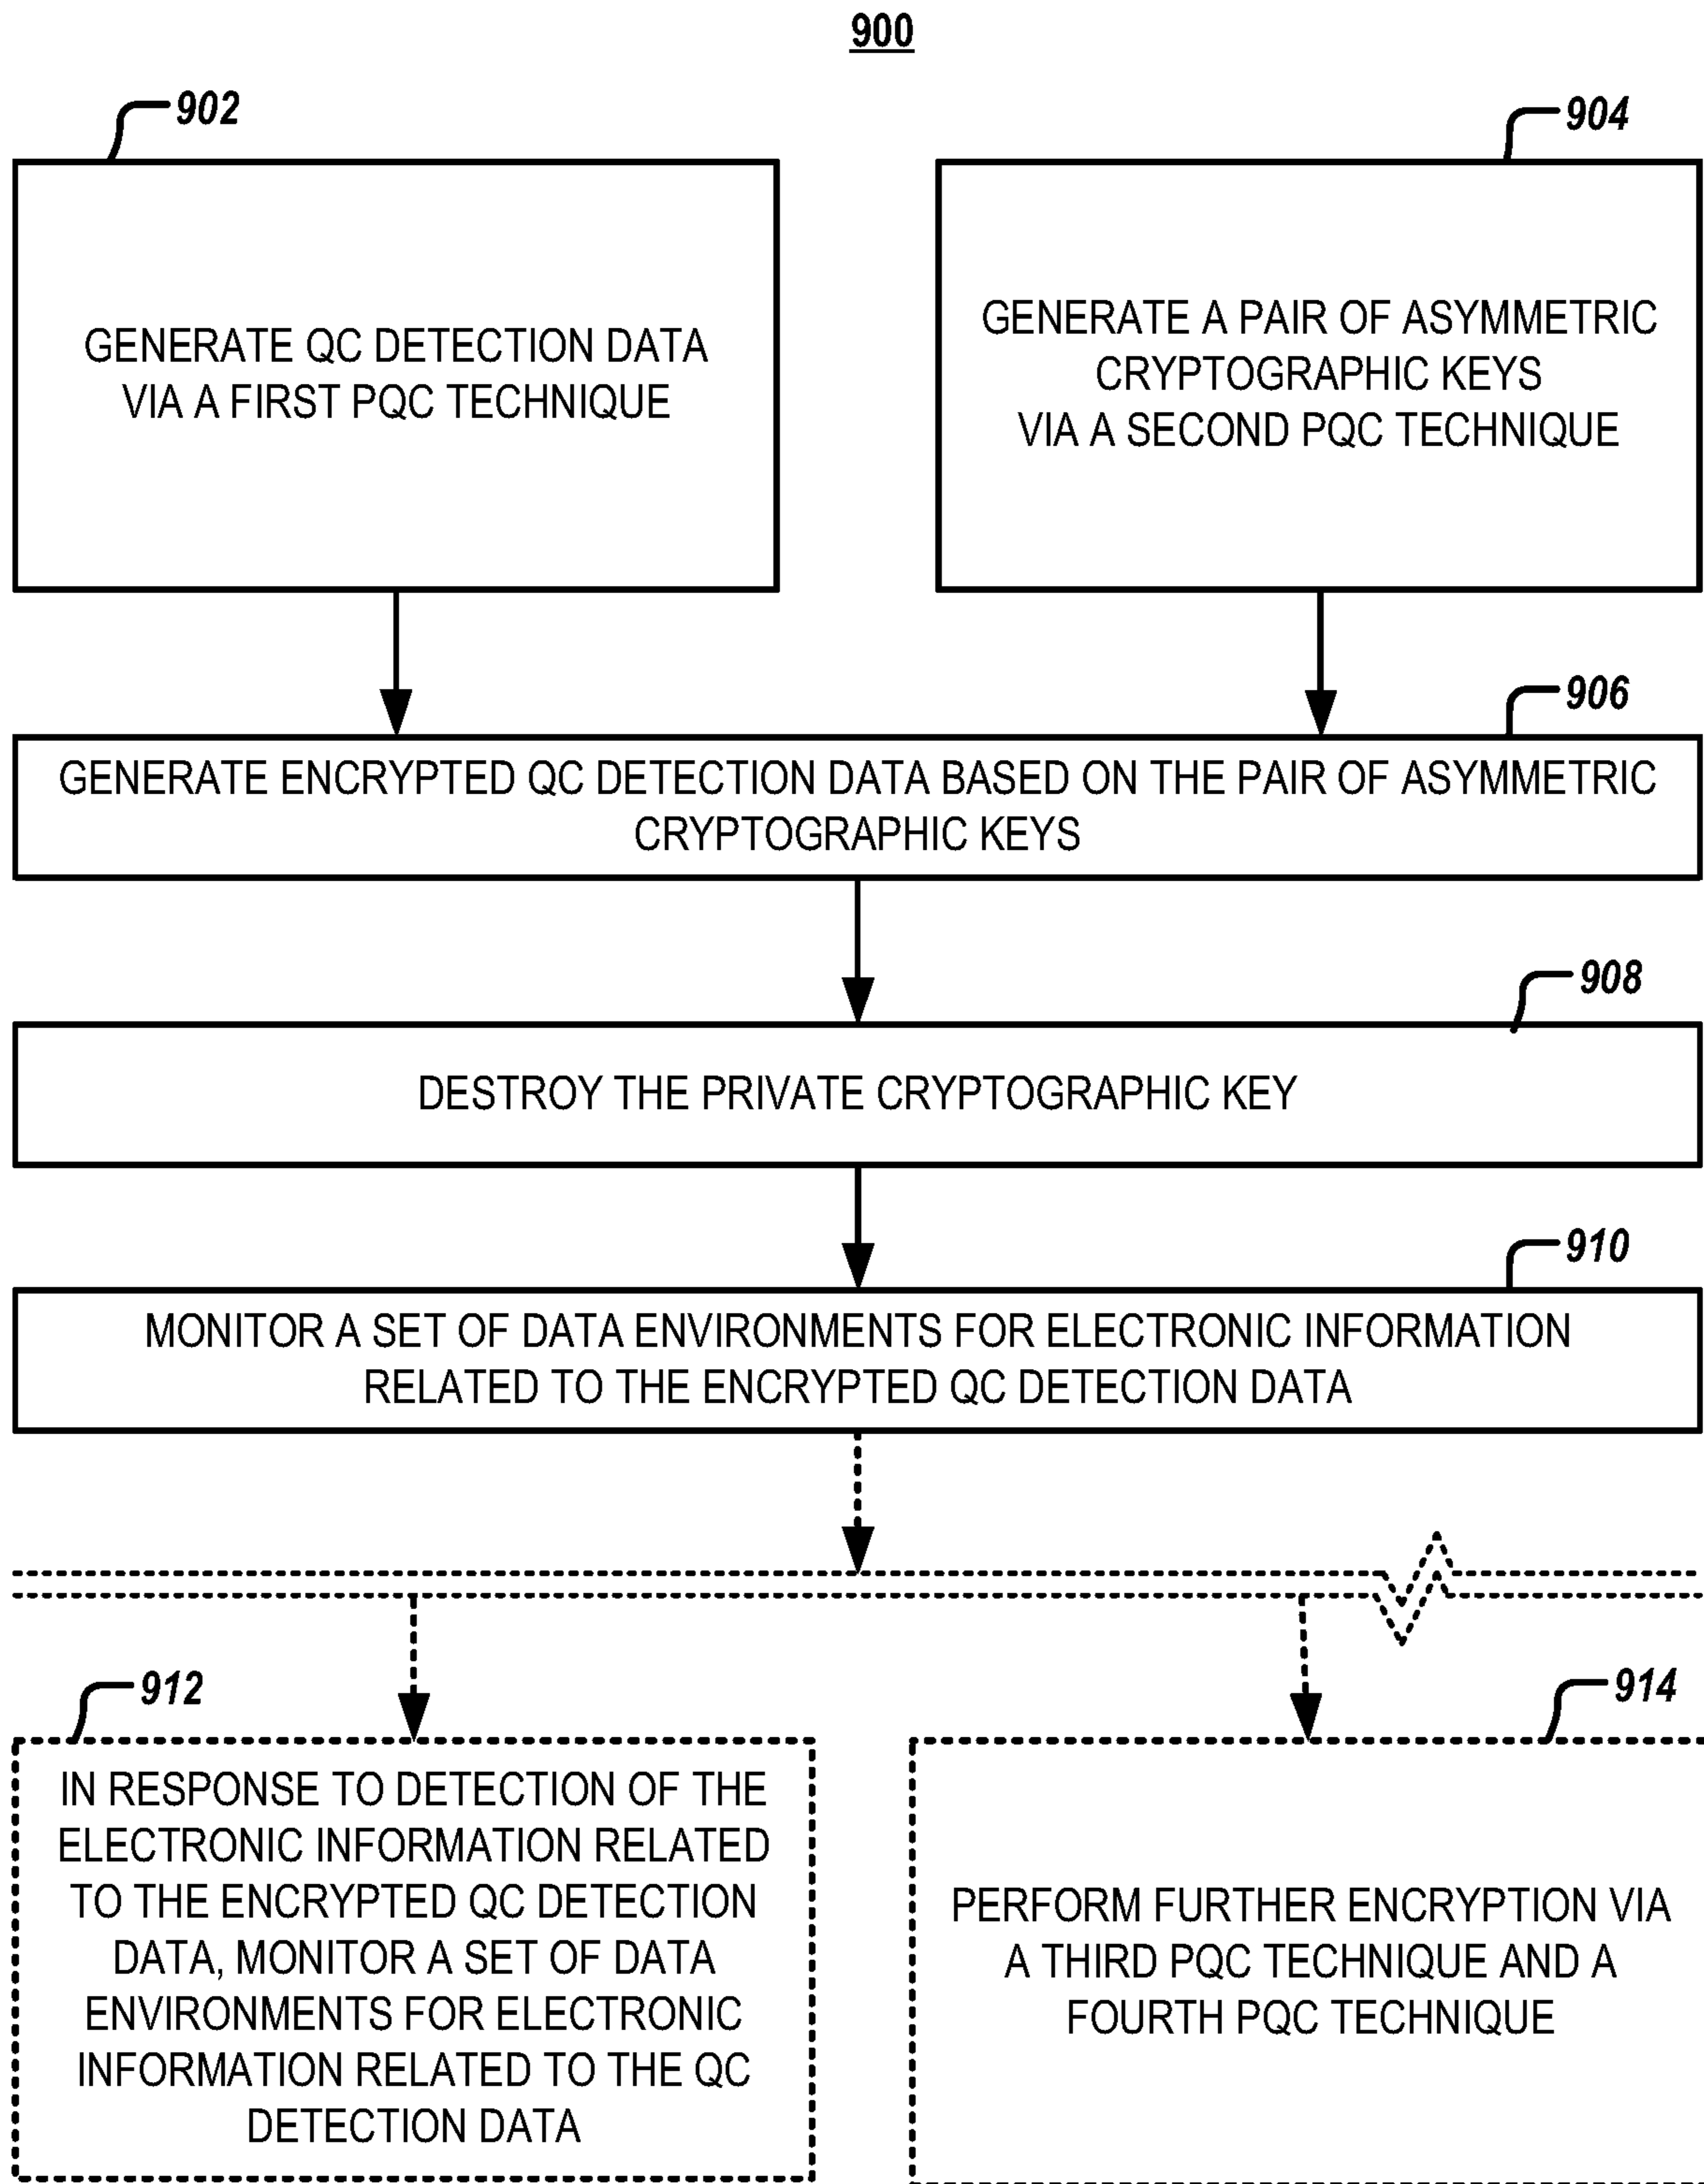 900
902
904
GENERATE QC DETECTION DATA
VIA A FIRST PQC TECHNIQUE
GENERATE A PAIR OF ASYMMETRIC
CRYPTOGRAPHIC KEYS
VIA A SECOND PQC TECHNIQUE
906
GENERATE ENCRYPTED QC DETECTION DATA BASED ON THE PAIR OF ASYMMETRIC
CRYPTOGRAPHIC KEYS
908
DESTROY THE PRIVATE CRYPTOGRAPHIC KEY
910
MONITOR A SET OF DATA ENVIRONMENTS FOR ELECTRONIC INFORMATION
RELATED TO THE ENCRYPTED QC DETECTION DATA
912
914
IN RESPONSE TO DETECTION OF THE
ELECTRONIC INFORMATION RELATED
TO THE ENCRYPTED QC DETECTION
DATA, MONITOR A SET OF DATA
ENVIRONMENTS FOR ELECTRONIC
INFORMATION RELATED TO THE QC
DETECTION DATA
PERFORM FURTHER ENCRYPTION VIA
A THIRD PQC TECHNIQUE AND A
FOURTH PQC TECHNIQUE